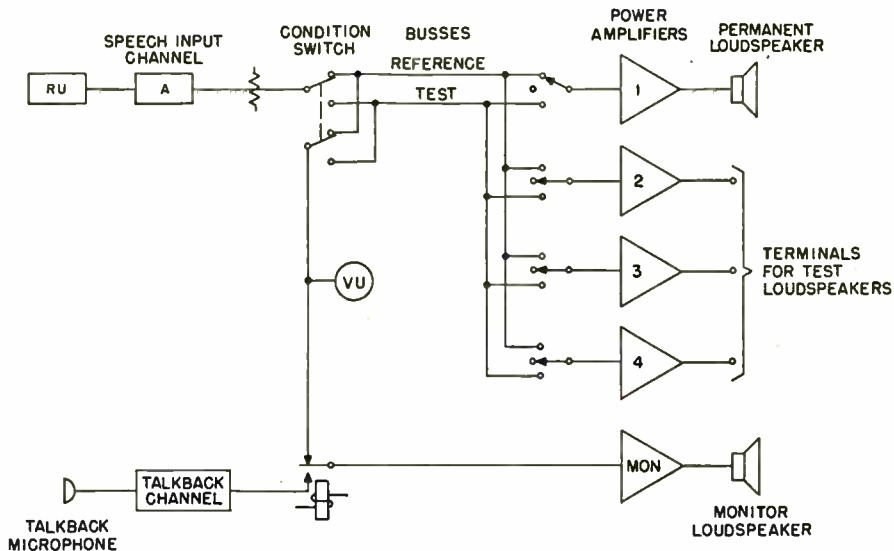 SPEECH INPUT
CHANNEL
CONDITION
SWITCH
BUSSES
REFERENCE
TEST
POWER
AMPLIFIERS
PERMANENT
LOUDSPEAKER
RU
A
1
2
3
4
TERMINALS
FOR TEST
LOUDSPEAKERS
VU
TALKBACK
CHANNEL
MON
TALKBACK
MICROPHONE
MONITOR
LOUDSPEAKER